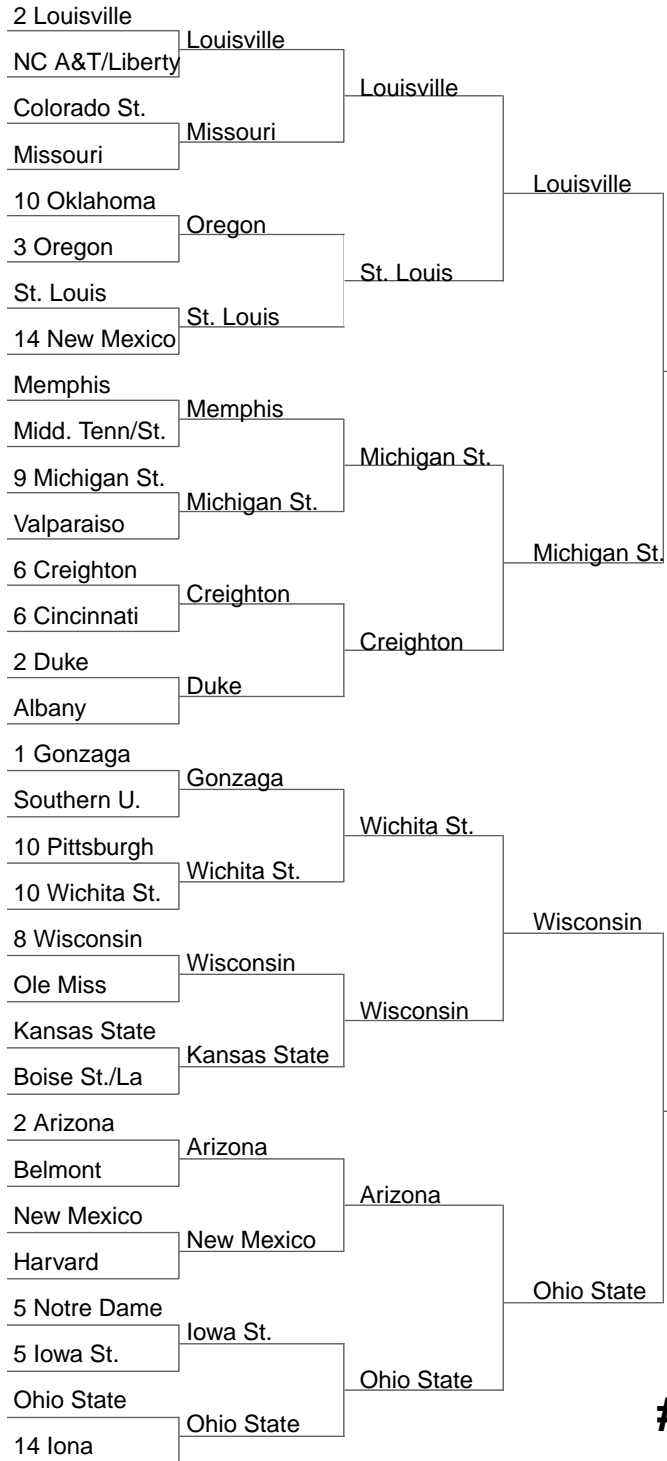 2 Louisville
NC A&T/Liberty
Colorado St.
Missouri
10 Oklahoma
3 Oregon
St. Louis
14 New Mexico
Memphis
Midd. Tenn/St.
9 Michigan St.
Valparaiso
6 Creighton
6 Cincinnati
2 Duke
Albany
1 Gonzaga
Southern U.
10 Pittsburgh
10 Wichita St.
8 Wisconsin
Ole Miss
Kansas State
Boise St./La
2 Arizona
Belmont
New Mexico
Harvard
5 Notre Dame
5 Iowa St.
Ohio State
14 Iona
Louisville
Missouri
Oregon
St. Louis
Memphis
Michigan St.
Creighton
Duke
Gonzaga
Wichita St.
Wisconsin
Kansas State
Arizona
New Mexico
Iowa St.
Ohio State
Louisville
St. Louis
Michigan St.
Creighton
Wichita St.
Wisconsin
Arizona
Ohio State
Louisville
Michigan St.
Wisconsin
Ohio State
#